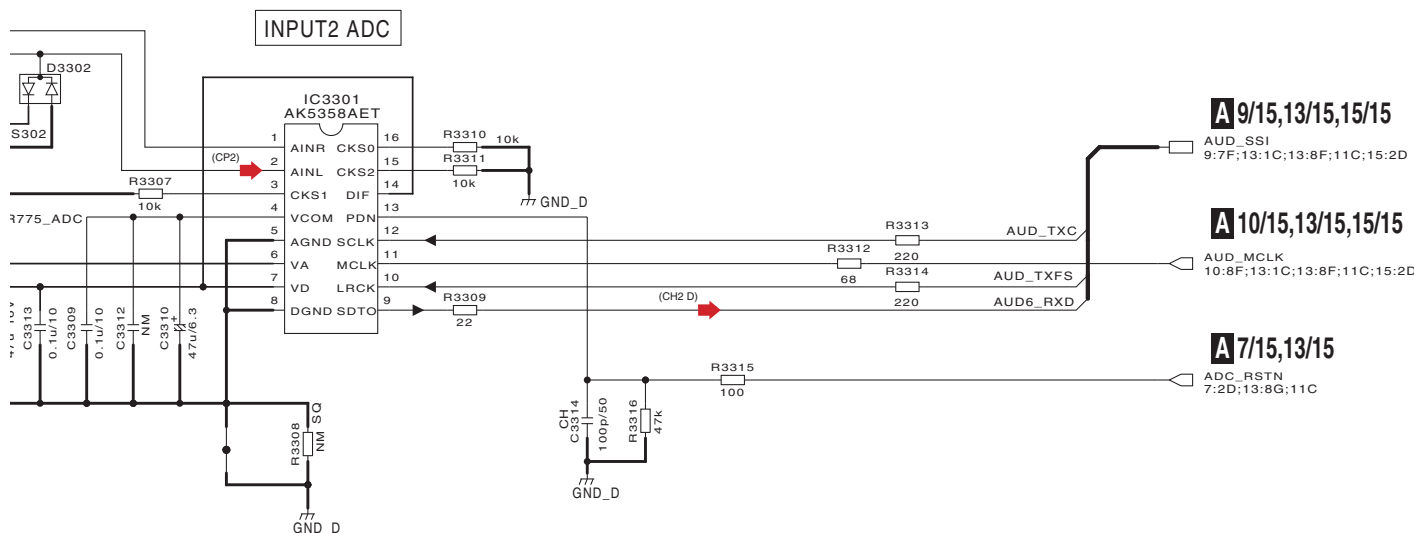 INPUT2 ADC
D3302
S302
IC3301
AK5358AET
1 AINR CKS0 16
2 AINL CKS2 15
3 CKS1 DIF 14
4 VCOM PDN 13
5 AGND SCLK 12
6 VA MCLK 11
7 VD LRCK 10
8 DGND SDTO 9
(CP2)
R3307
10k
R775_ADC
R3310
10k
R3311
10k
GND_D
R3313
220
AUD_TXC
R3312
68
R3314
220
AUD_TXFS
R3309
22
(CH2 D)
AUD6_RXD
A 9/15,13/15,15/15
AUD_SSI
9:7F;13:1C;13:8F;11C;15:2D
A 10/15,13/15,15/15
AUD_MCLK
10:8F;13:1C;13:8F;11C;15:2D
A 7/15,13/15
ADC_RSTN
7:2D;13:8G;11C
R3315
100
C3313
0.1u/10
C3309
0.1u/10
C3312
NM
C3310
+
47u/6.3
R3308
NM SQ
GND_D
CH
C3314
100p/50
R3316
47k
GND_D